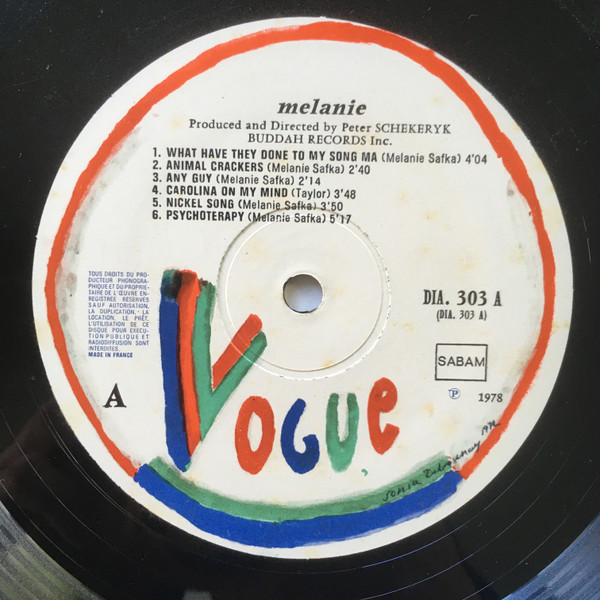 melanie
Produced and Directed by Peter SCHEKERYK
BUDDAH RECORDS Inc.
1. WHAT HAVE THEY DONE TO MY SONG MA (Melanie Safka) 4'04
2. ANIMAL CRACKERS (Melanie Safka) 2'40
3. ANY GUY (Melanie Safka) 2'14
4. CAROLINA ON MY MIND (Taylor) 3'48
5. NICKEL SONG (Melanie Safka) 3'50
6. PSYCHOTERAPY (Melanie Safka) 5'17
TOUS DROITS DU PRO-
DUCTEUR PHONOGRA-
PHIQUE ET DU PROPRIE-
TAIRE DE L'ŒUVRE EN-
REGISTREE RESERVES
SAUF AUTORISATION,
LA DUPLICATION, LA
LOCATION, LE PRÊT,
L'UTILISATION DE CE
DISQUE POUR EXECU-
TION PUBLIQUE ET
RADIODIFFUSION SONT
INTERDITES.
MADE IN FRANCE
DIA. 303 A
(DIA. 303 A)
SABAM
Ⓟ 1978
A
VOGUE
Sonia Delaunay